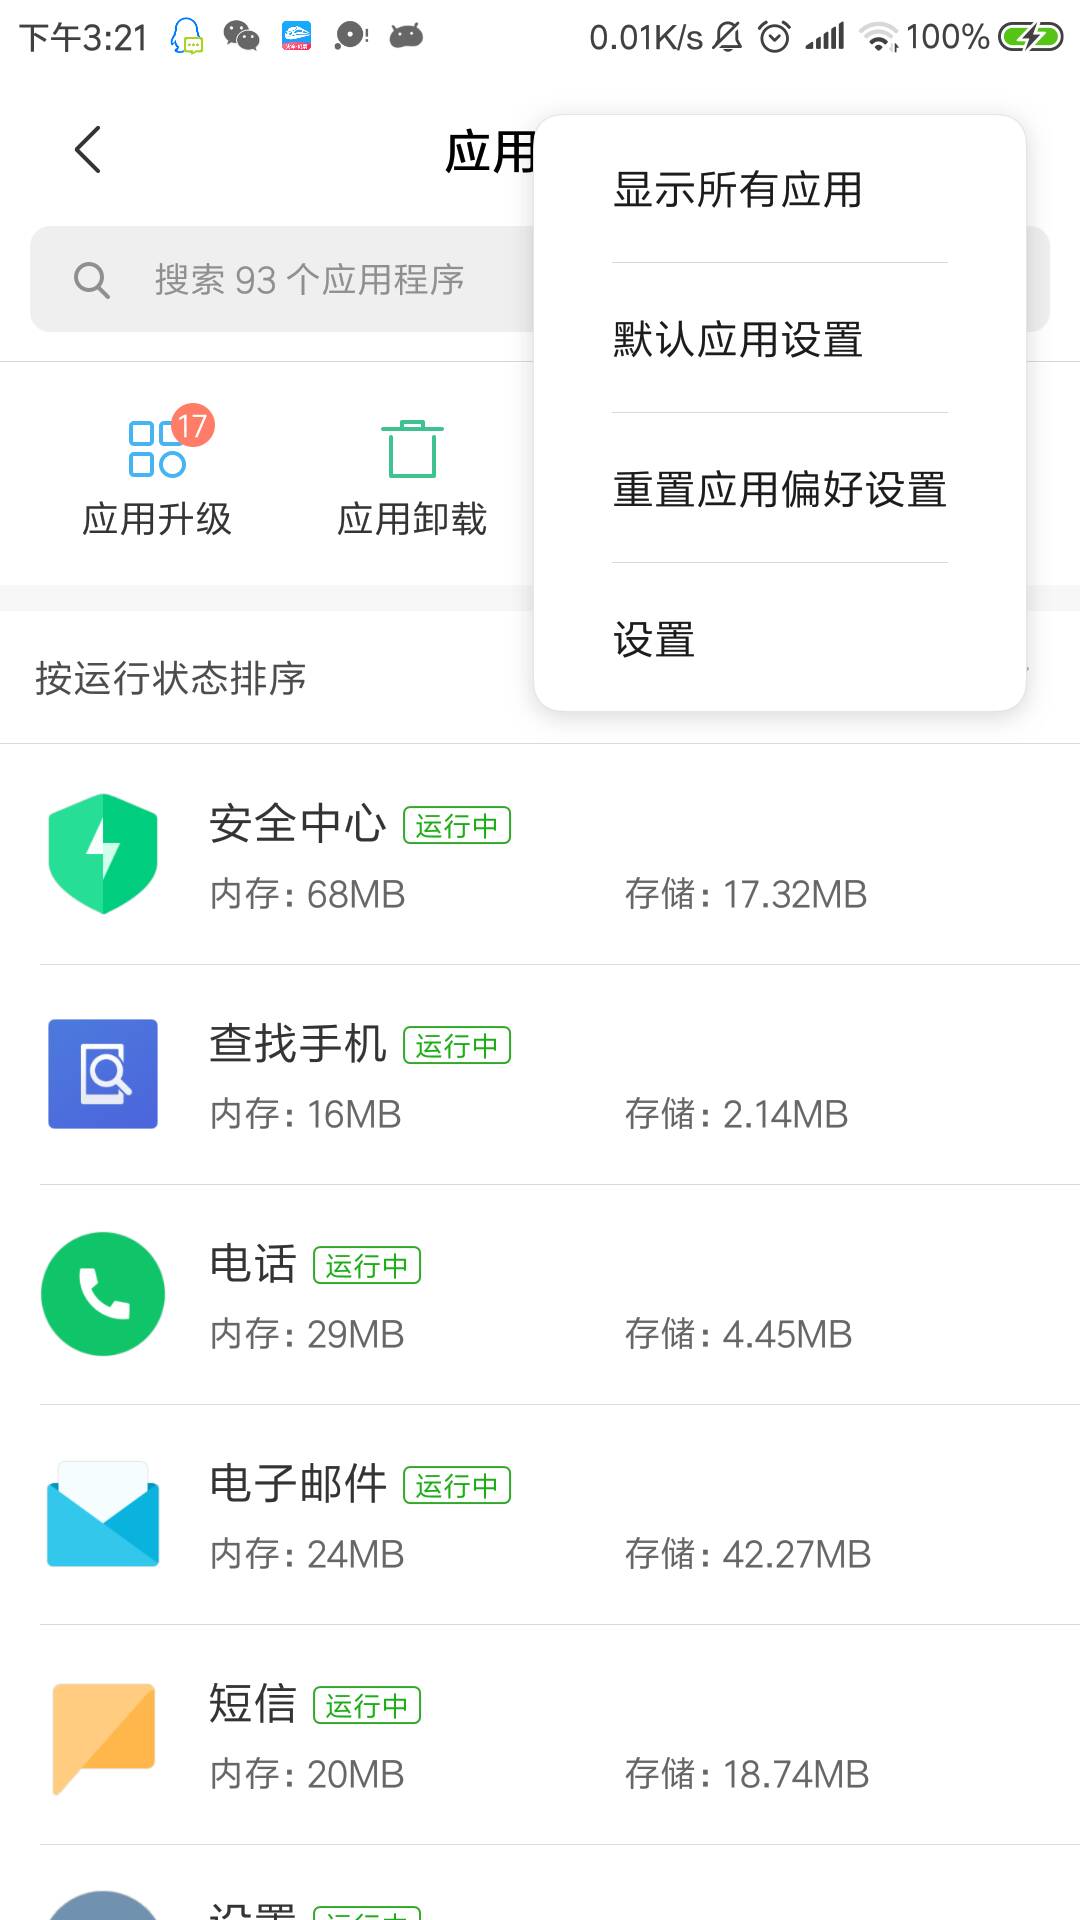 下午3:21
0.01K/s
100%
应用
显示所有应用
搜索 93 个应用程序
默认应用设置
17
应用升级
应用卸载
重置应用偏好设置
设置
按运行状态排序
安全中心 运行中
内存: 68MB 存储: 17.32MB
查找手机 运行中
内存: 16MB 存储: 2.14MB
电话 运行中
内存: 29MB 存储: 4.45MB
电子邮件 运行中
内存: 24MB 存储: 42.27MB
短信 运行中
内存: 20MB 存储: 18.74MB
设置 运行中